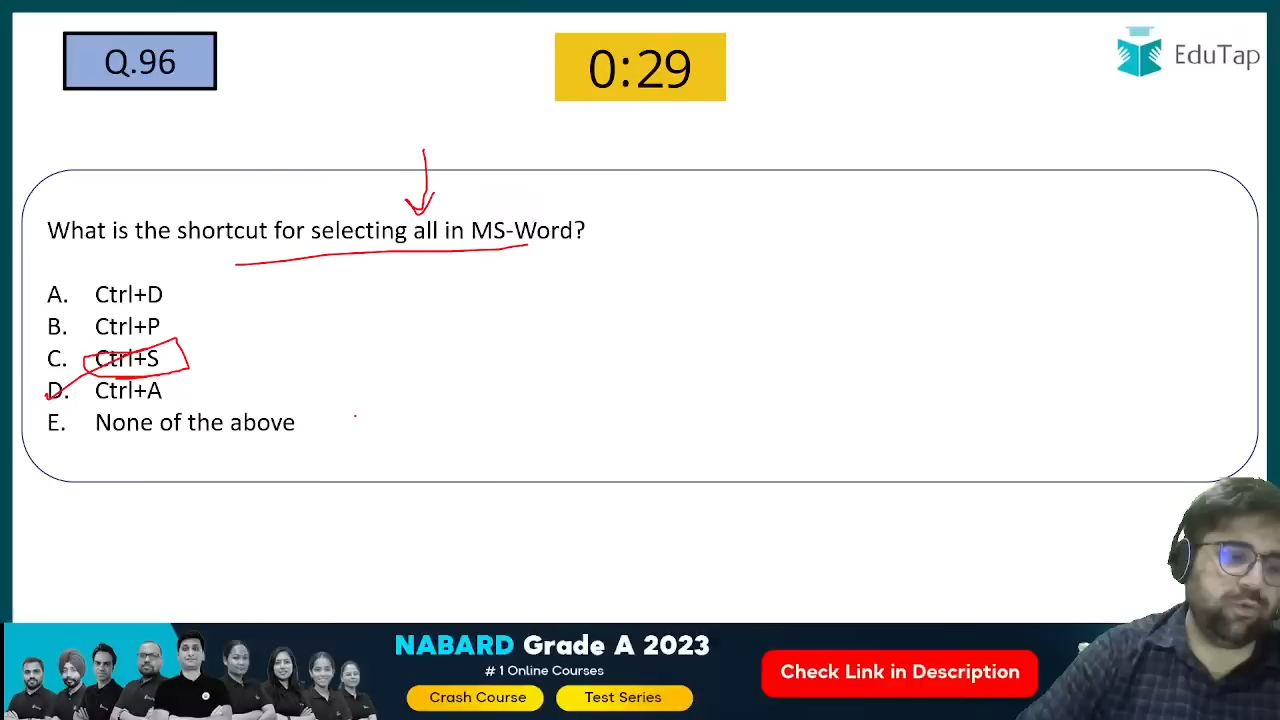 Q.96
0:29
EduTap
What is the shortcut for selecting all in MS-Word?
A. Ctrl+D
B. Ctrl+P
C. Ctrl+S
D. Ctrl+A
E. None of the above
NABARD Grade A 2023
# 1 Online Courses
Crash Course
Test Series
Check Link in Description